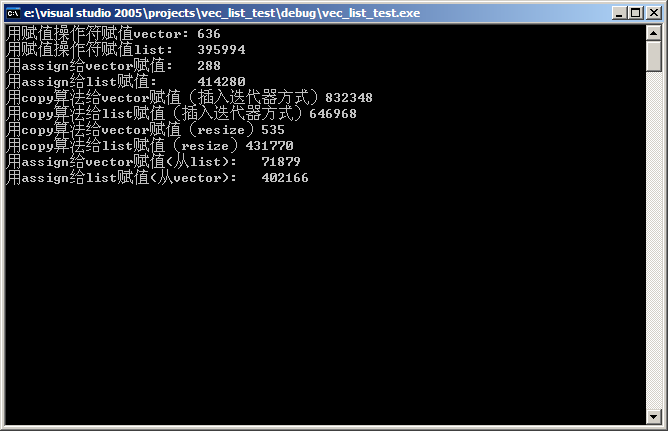 e:\visual studio 2005\projects\vec_list_test\debug\vec_list_test.exe
用赋值操作符赋值vector: 636
用赋值操作符赋值list:   395994
用assign给vector赋值:   288
用assign给list赋值:     414280
用copy算法给vector赋值（插入迭代器方式）832348
用copy算法给list赋值（插入迭代器方式）646968
用copy算法给vector赋值（resize）535
用copy算法给list赋值（resize）431770
用assign给vector赋值(从list):   71879
用assign给list赋值(从vector):   402166